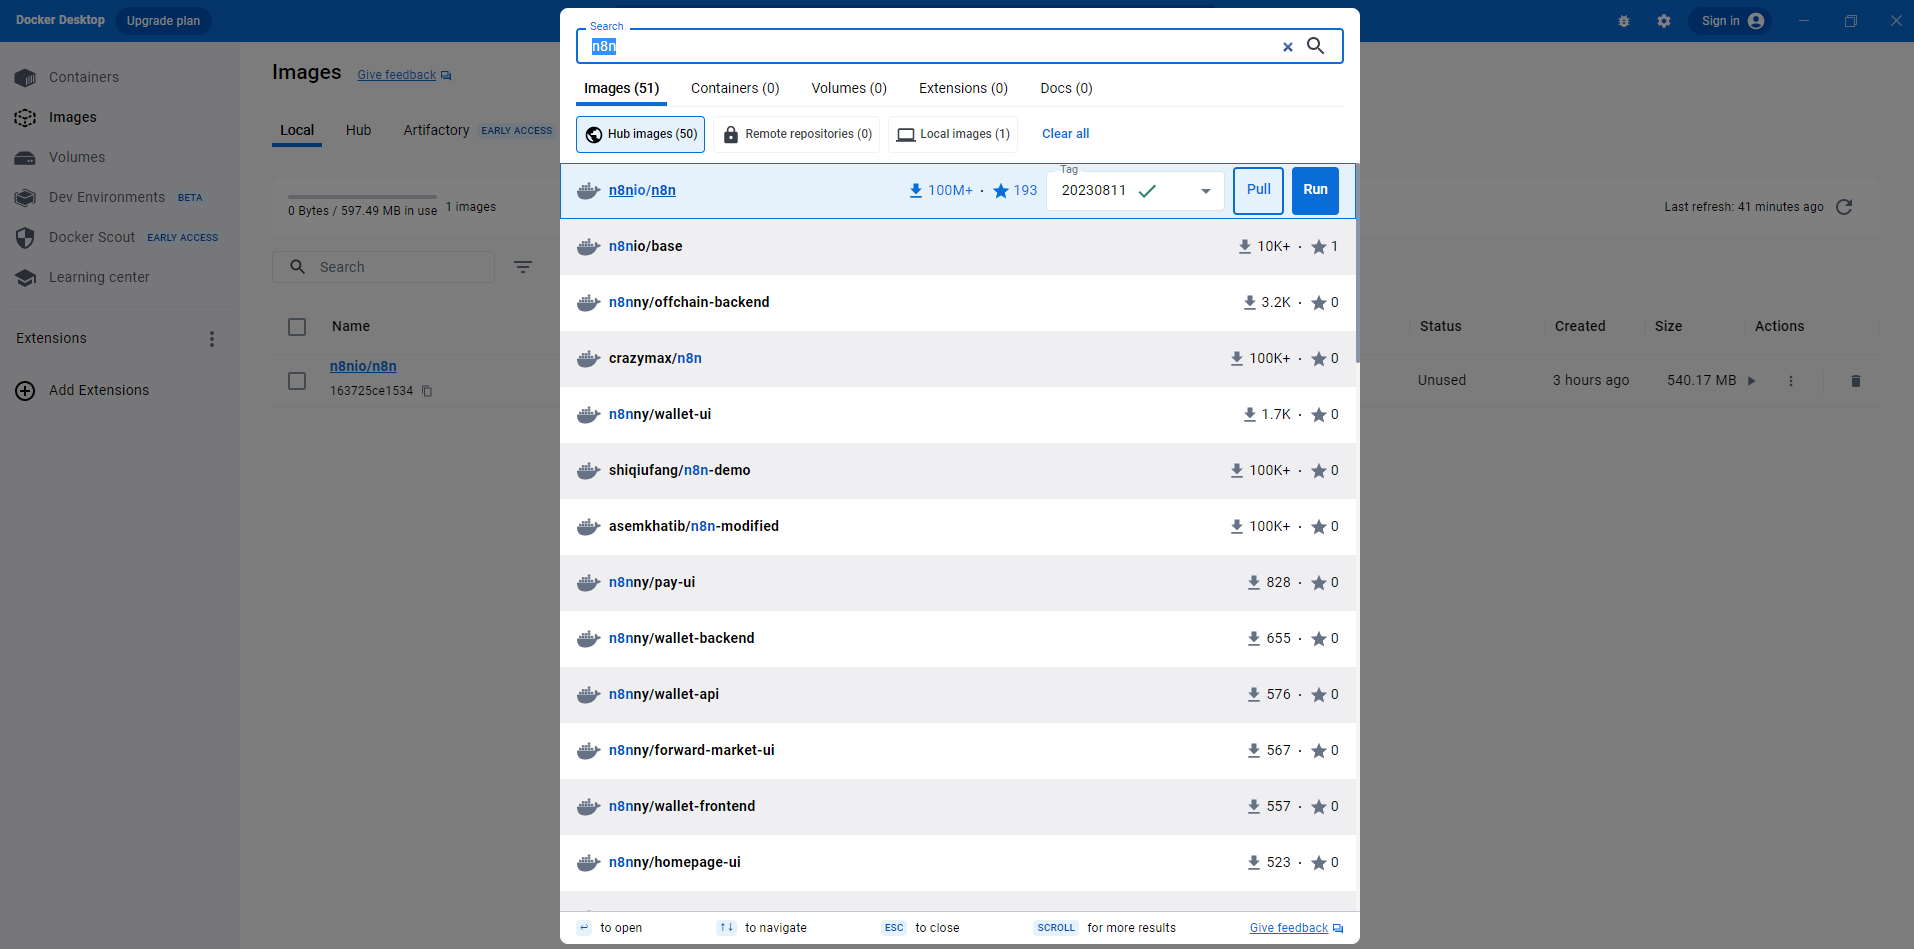 Docker Desktop
Upgrade plan
Sign in
Containers
Images
Volumes
Dev Environments BETA
Docker Scout EARLY ACCESS
Learning center
Extensions
Add Extensions
Images Give feedback
Local Hub Artifactory EARLY ACCESS
0 Bytes / 597.49 MB in use 1 images
Last refresh: 41 minutes ago
Search
Name Status Created Size Actions
n8nio/n8n
163725ce1534
Unused 3 hours ago 540.17 MB
Search
n8n
Images (51) Containers (0) Volumes (0) Extensions (0) Docs (0)
Hub images (50) Remote repositories (0) Local images (1) Clear all
n8nio/n8n 100M+ · 193 Tag 20230811 Pull Run
n8nio/base 10K+ · 1
n8nny/offchain-backend 3.2K · 0
crazymax/n8n 100K+ · 0
n8nny/wallet-ui 1.7K · 0
shiqiufang/n8n-demo 100K+ · 0
asemkhatib/n8n-modified 100K+ · 0
n8nny/pay-ui 828 · 0
n8nny/wallet-backend 655 · 0
n8nny/wallet-api 576 · 0
n8nny/forward-market-ui 567 · 0
n8nny/wallet-frontend 557 · 0
n8nny/homepage-ui 523 · 0
↩ to open ↑↓ to navigate ESC to close SCROLL for more results Give feedback